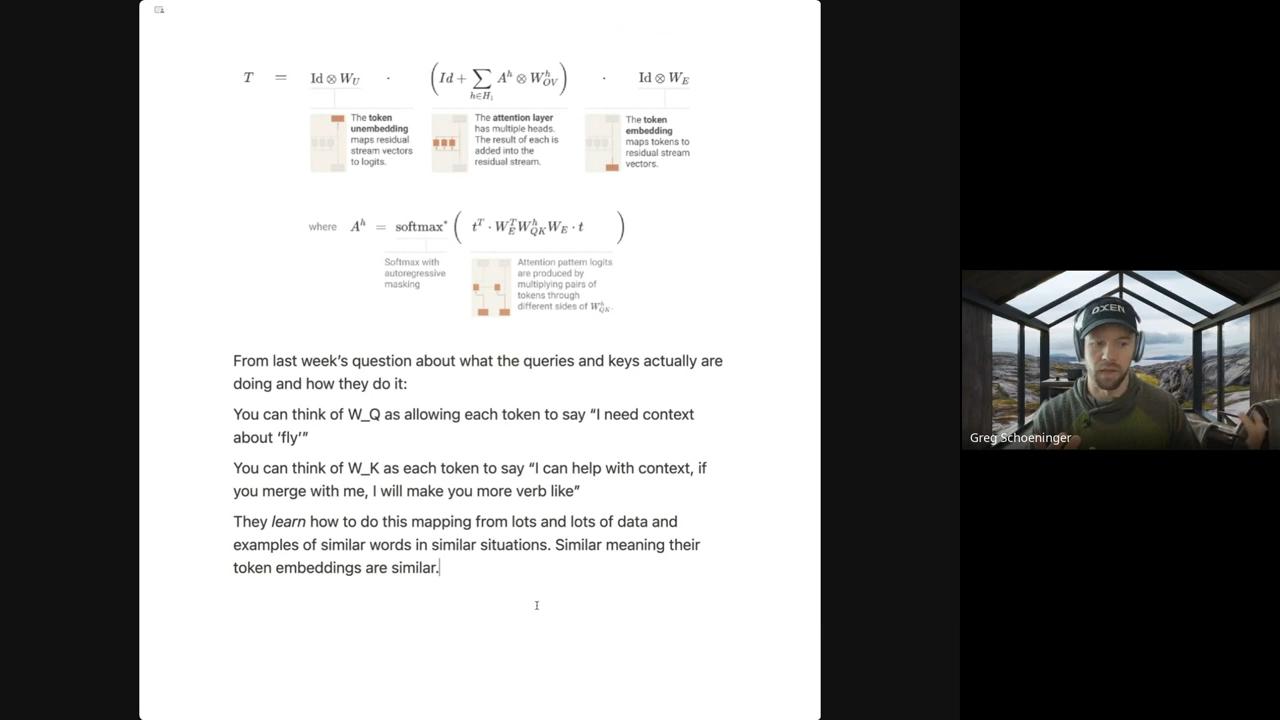 T = Id ⊗ W_U · (Id + ∑_{h∈H_1} A^h ⊗ W^h_{OV}) · Id ⊗ W_E
The token
unembedding
maps residual
stream vectors
to logits.
The attention layer
has multiple heads.
The result of each is
added into the
residual stream.
The token
embedding
maps tokens to
residual stream
vectors.
where A^h = softmax* ( t^T · W_E^T W^h_{QK} W_E · t )
Softmax with
autoregressive
masking
Attention pattern logits
are produced by
multiplying pairs of
tokens through
different sides of W^h_{QK}.
From last week’s question about what the queries and keys actually are
doing and how they do it:
You can think of W_Q as allowing each token to say “I need context
about ‘fly’”
You can think of W_K as each token to say “I can help with context, if
you merge with me, I will make you more verb like”
They learn how to do this mapping from lots and lots of data and
examples of similar words in similar situations. Similar meaning their
token embeddings are similar.
OXEN
Greg Schoeninger